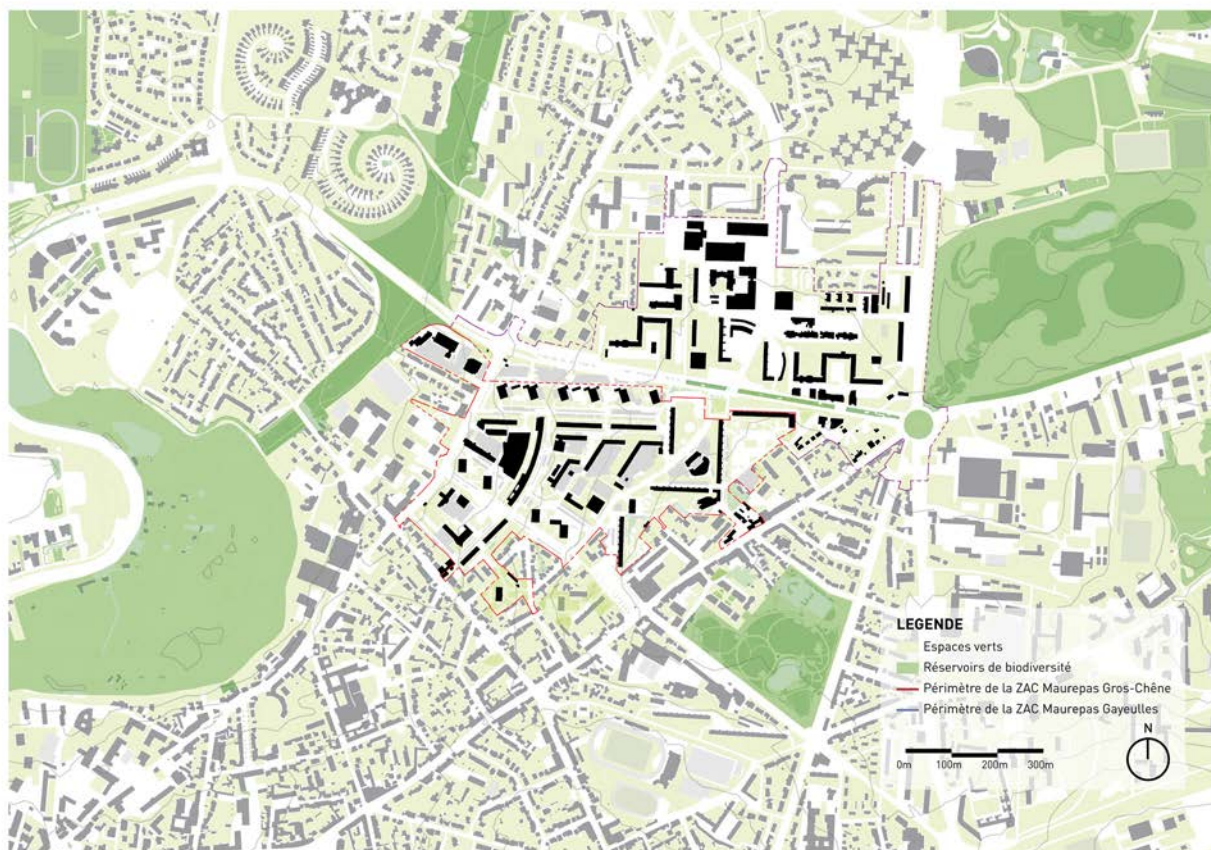 LEGENDE
Espaces verts
Réservoirs de biodiversité
Périmètre de la ZAC Maurepas Gros-Chêne
Périmètre de la ZAC Maurepas Gayeulles
N
0m 100m 200m 300m